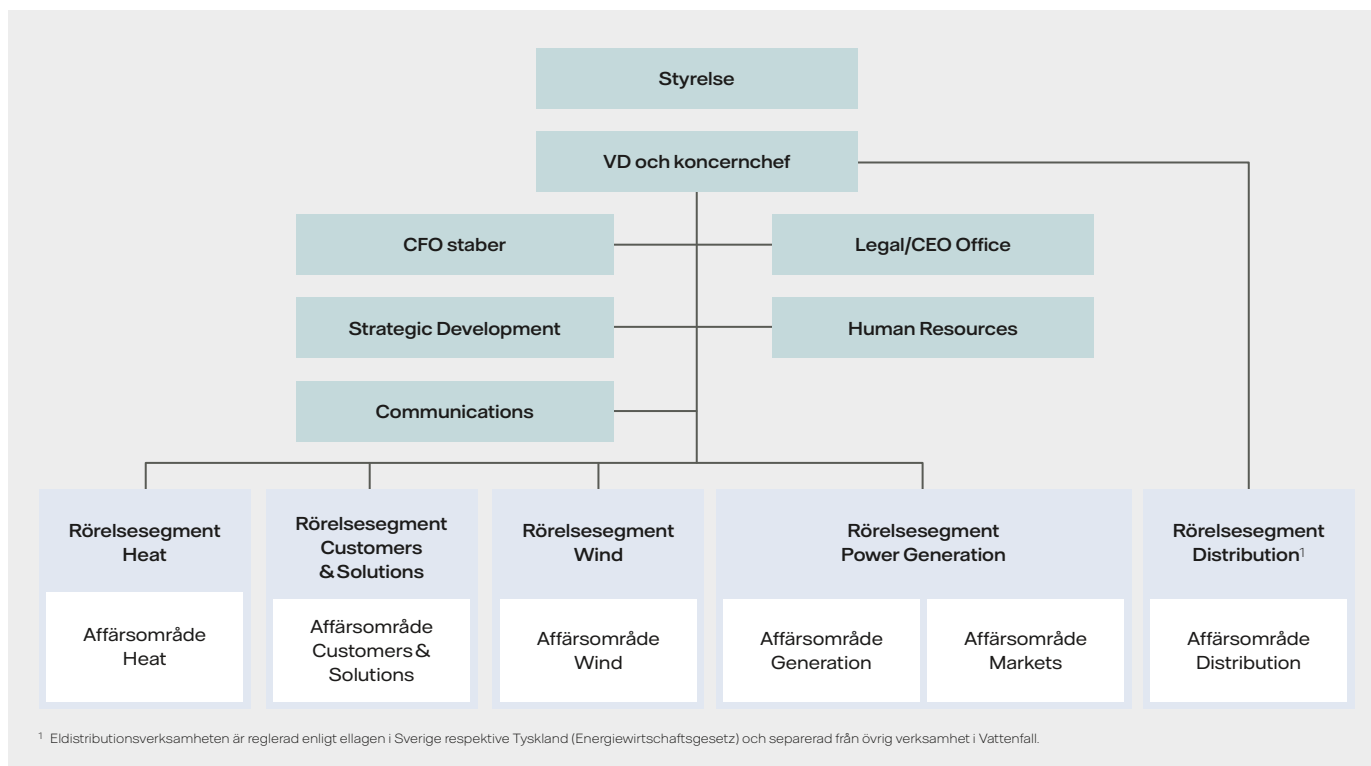 Styrelse
VD och koncernchef
CFO staber
Legal/CEO Office
Strategic Development
Human Resources
Communications
Rörelsesegment
Heat
Affärsområde
Heat
Rörelsesegment
Customers
& Solutions
Affärsområde
Customers &
Solutions
Rörelsesegment
Wind
Affärsområde
Wind
Rörelsesegment
Power Generation
Affärsområde
Generation
Affärsområde
Markets
Rörelsesegment
Distribution¹
Affärsområde
Distribution
¹ Eldistributionsverksamheten är reglerad enligt ellagen i Sverige respektive Tyskland (Energiewirtschaftsgesetz) och separerad från övrig verksamhet i Vattenfall.